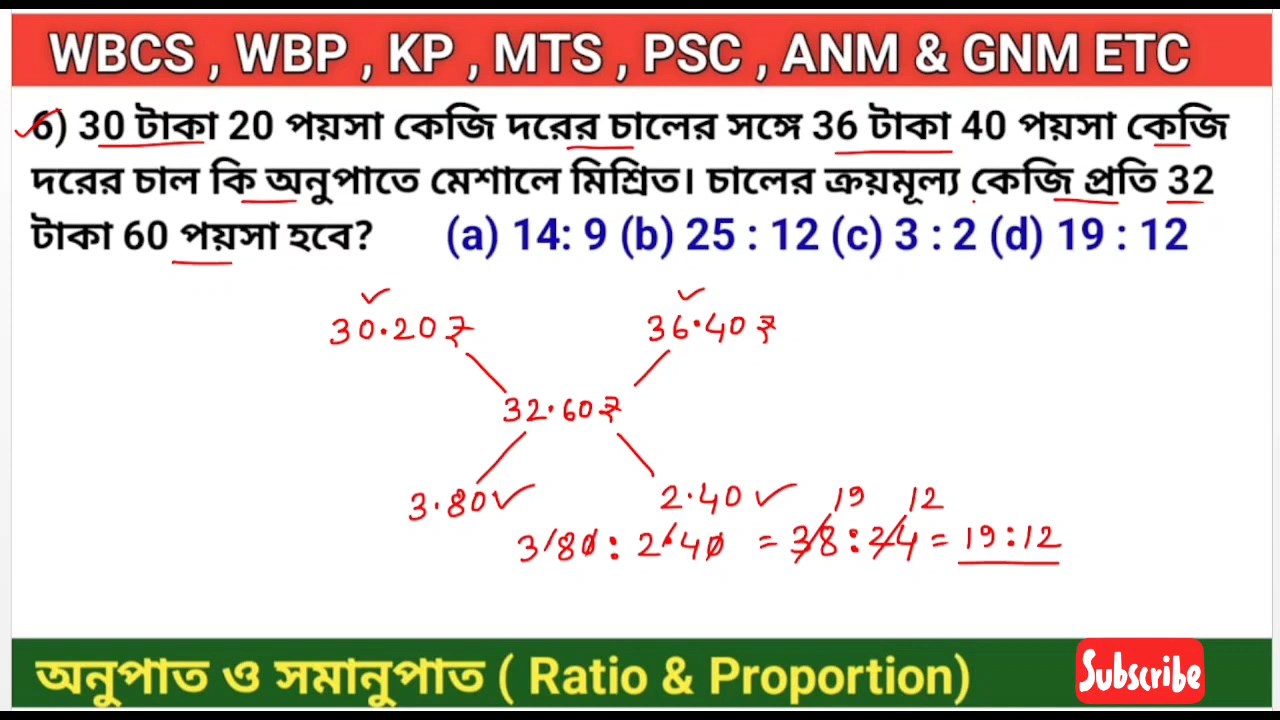 WBCS , WBP , KP , MTS , PSC , ANM & GNM ETC
6) 30 টাকা 20 পয়সা কেজি দরের চালের সঙ্গে 36 টাকা 40 পয়সা কেজি
দরের চাল কি অনুপাতে মেশালে মিশ্রিত। চালের ক্রয়মূল্য কেজি প্রতি 32
টাকা 60 পয়সা হবে? (a) 14: 9 (b) 25 : 12 (c) 3 : 2 (d) 19 : 12
30.20₹ 36.40₹
32.60₹
3.80 2.40 19 12
3.80 : 2.40 = 38 : 24 = 19:12
অনুপাত ও সমানুপাত ( Ratio & Proportion) Subscribe